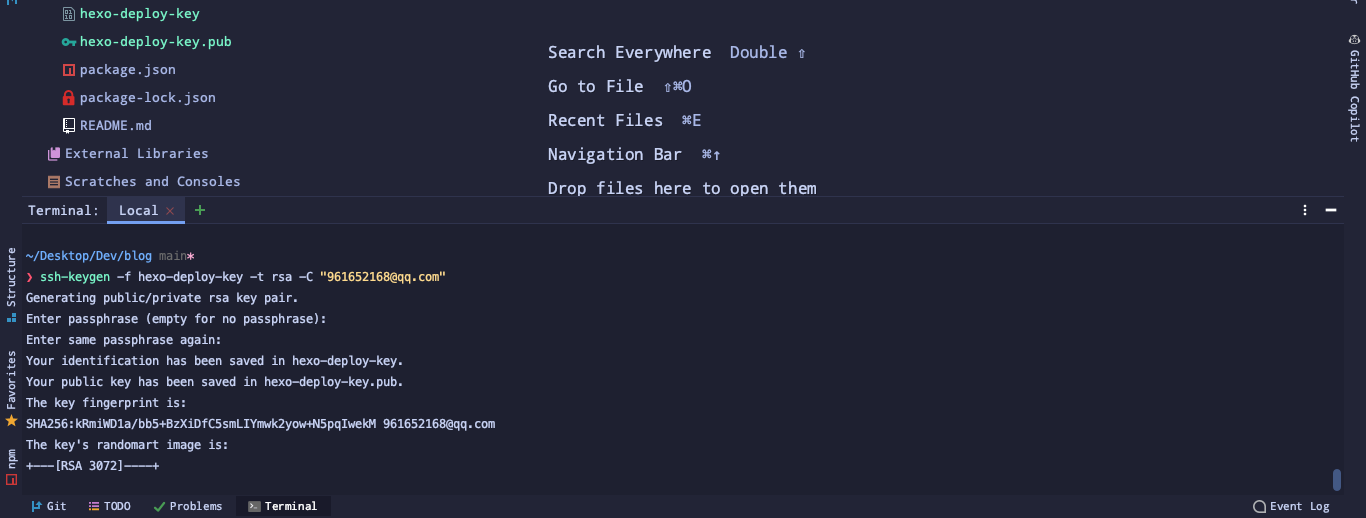 hexo-deploy-key
hexo-deploy-key.pub
package.json
package-lock.json
README.md
External Libraries
Scratches and Consoles
Search Everywhere Double ⇧
Go to File ⇧⌘O
Recent Files ⌘E
Navigation Bar ⌘↑
Drop files here to open them
GitHub Copilot
Terminal: Local × +
~/Desktop/Dev/blog main*
❯ ssh-keygen -f hexo-deploy-key -t rsa -C "961652168@qq.com"
Generating public/private rsa key pair.
Enter passphrase (empty for no passphrase):
Enter same passphrase again:
Your identification has been saved in hexo-deploy-key.
Your public key has been saved in hexo-deploy-key.pub.
The key fingerprint is:
SHA256:kRmiWD1a/bb5+BzXiDfC5smLIYmwk2yow+N5pqIwekM 961652168@qq.com
The key's randomart image is:
+---[RSA 3072]----+
Structure
Favorites
npm
Git TODO Problems Terminal Event Log